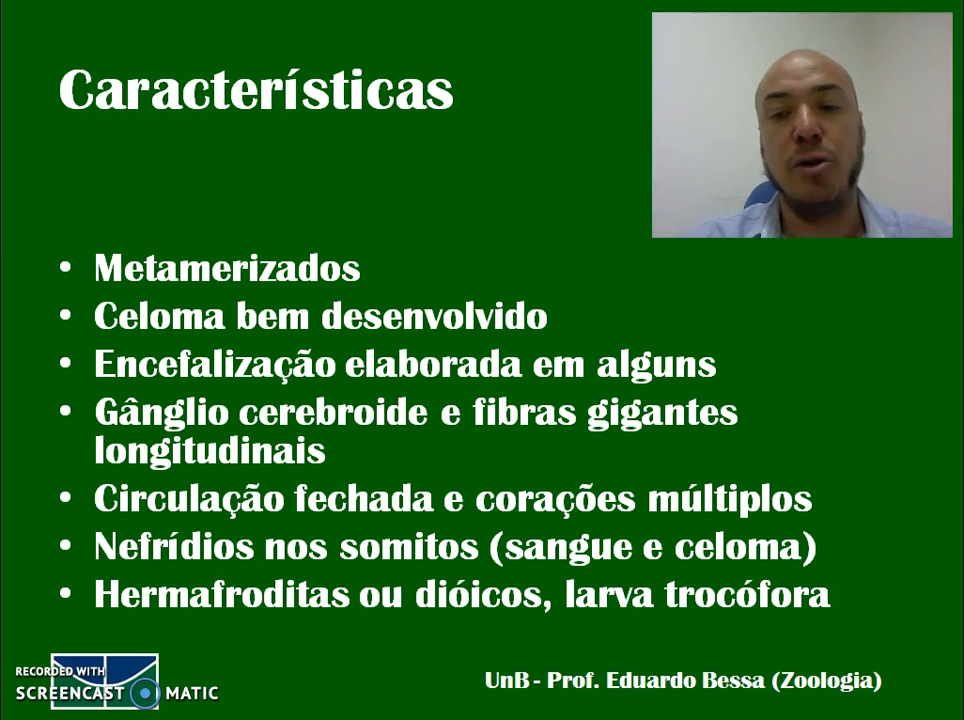 Características
• Metamerizados
• Celoma bem desenvolvido
• Encefalização elaborada em alguns
• Gânglio cerebroide e fibras gigantes
longitudinais
• Circulação fechada e corações múltiplos
• Nefrídios nos somitos (sangue e celoma)
• Hermafroditas ou dióicos, larva trocófora
RECORDED WITH
SCREENCAST MATIC
UnB - Prof. Eduardo Bessa (Zoologia)